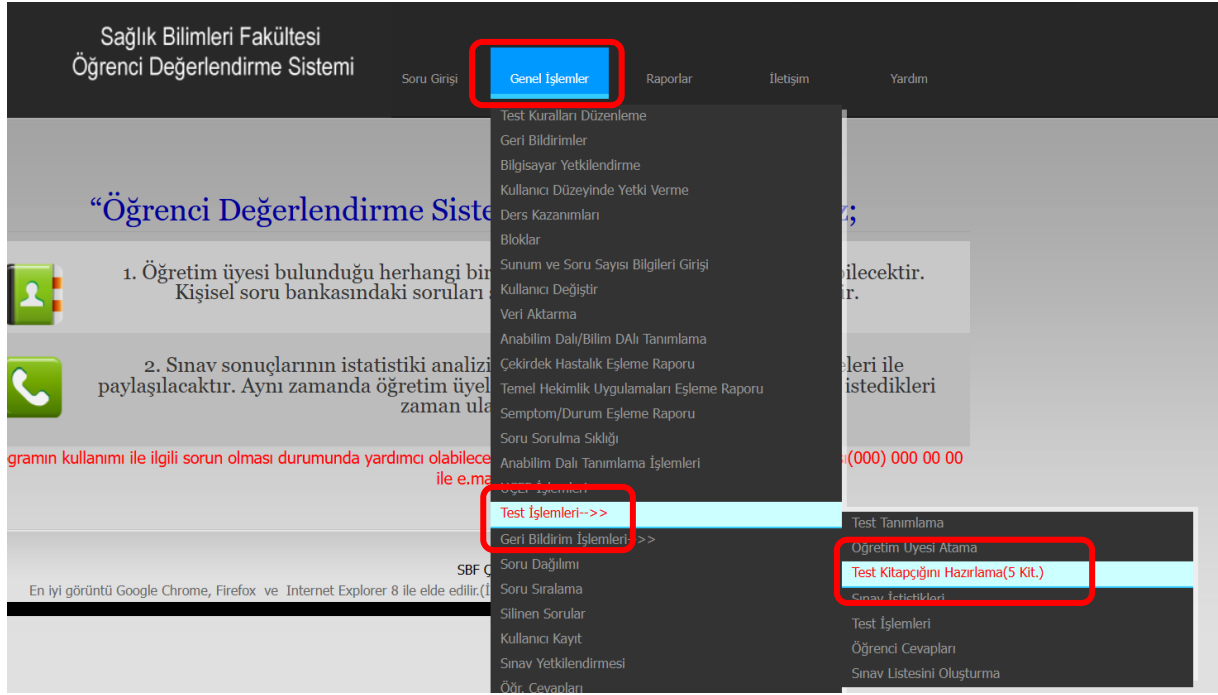 Sağlık Bilimleri Fakültesi
Öğrenci Değerlendirme Sistemi
Soru Girişi
Genel İşlemler
Raporlar
İletişim
Yardım
Test Kuralları Düzenleme
Geri Bildirimler
Bilgisayar Yetkilendirme
Kullanıcı Düzeyinde Yetki Verme
Ders Kazanımları
Bloklar
Sunum ve Soru Sayısı Bilgileri Girişi
Kullanıcı Değiştir
Veri Aktarma
Anabilim Dalı/Bilim DAlı Tanımlama
Çekirdek Hastalık Eşleme Raporu
Temel Hekimlik Uygulamaları Eşleme Raporu
Semptom/Durum Eşleme Raporu
Soru Sorulma Sıklığı
Anabilim Dalı Tanımlama İşlemleri
UÇEP İşlemleri
Test İşlemleri-->>
Geri Bildirim İşlemleri-->>
Soru Dağılımı
Soru Sıralama
Silinen Sorular
Kullanıcı Kayıt
Sınav Yetkilendirmesi
Öğr. Cevapları
Test Tanımlama
Öğretim Üyesi Atama
Test Kitapçığını Hazırlama(5 Kit.)
Sınav İstistikleri
Test İşlemleri
Öğrenci Cevapları
Sınav Listesini Oluşturma
“Öğrenci Değerlendirme Siste z;
1. Öğretim üyesi bulunduğu herhangi bir bilecektir.
Kişisel soru bankasındaki soruları ir.
2. Sınav sonuçlarının istatistiki analizi eleri ile
paylaşılacaktır. Aynı zamanda öğretim üyel istedikleri
zaman ula
gramın kullanımı ile ilgili sorun olması durumunda yardımcı olabilece (000) 000 00 00
ile e.ma
SBF Ç
En iyi görüntü Google Chrome, Firefox ve Internet Explorer 8 ile elde edilir.(İ